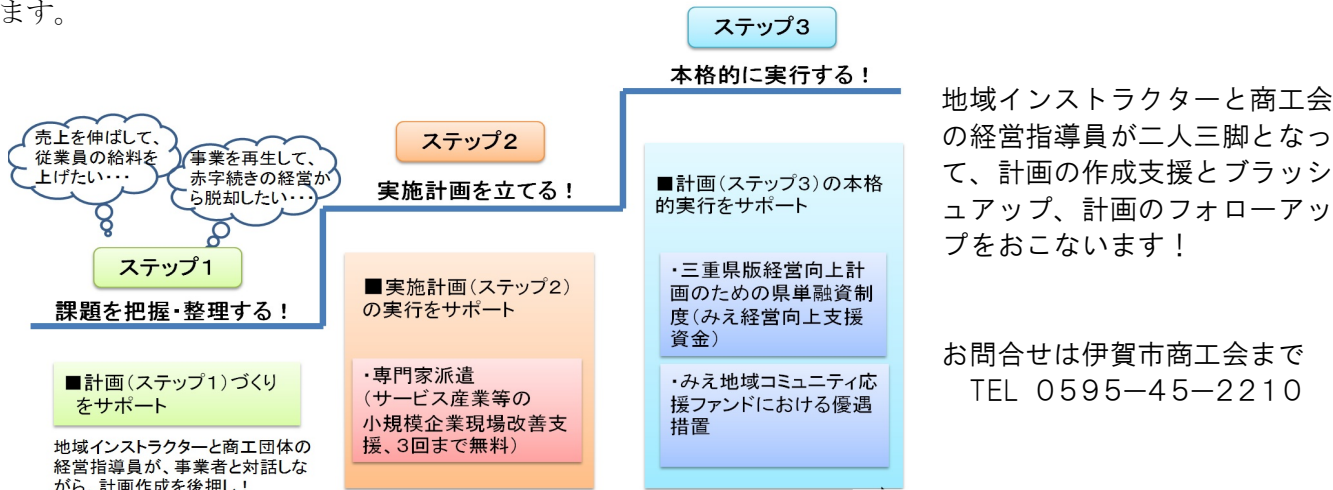 ます。
売上を伸ばして、
従業員の給料を
上げたい・・・
事業を再生して、
赤字続きの経営か
ら脱却したい・・・
ステップ1
課題を把握・整理する！
■計画(ステップ1)づくり
をサポート
地域インストラクターと商工団体の
経営指導員が、事業者と対話しな
がら、計画作成を後押し！
ステップ2
実施計画を立てる！
■実施計画(ステップ2)
の実行をサポート
・専門家派遣
(サービス産業等の
小規模企業現場改善支
援、3回まで無料)
ステップ3
本格的に実行する！
■計画(ステップ3)の本格
的実行をサポート
・三重県版経営向上計
画のための県単融資制
度(みえ経営向上支援
資金)
・みえ地域コミュニティ応
援ファンドにおける優遇
措置
地域インストラクターと商工会
の経営指導員が二人三脚となっ
て、計画の作成支援とブラッシ
ュアップ、計画のフォローアッ
プをおこないます！
お問合せは伊賀市商工会まで
TEL ０５９５－４５－２２１０